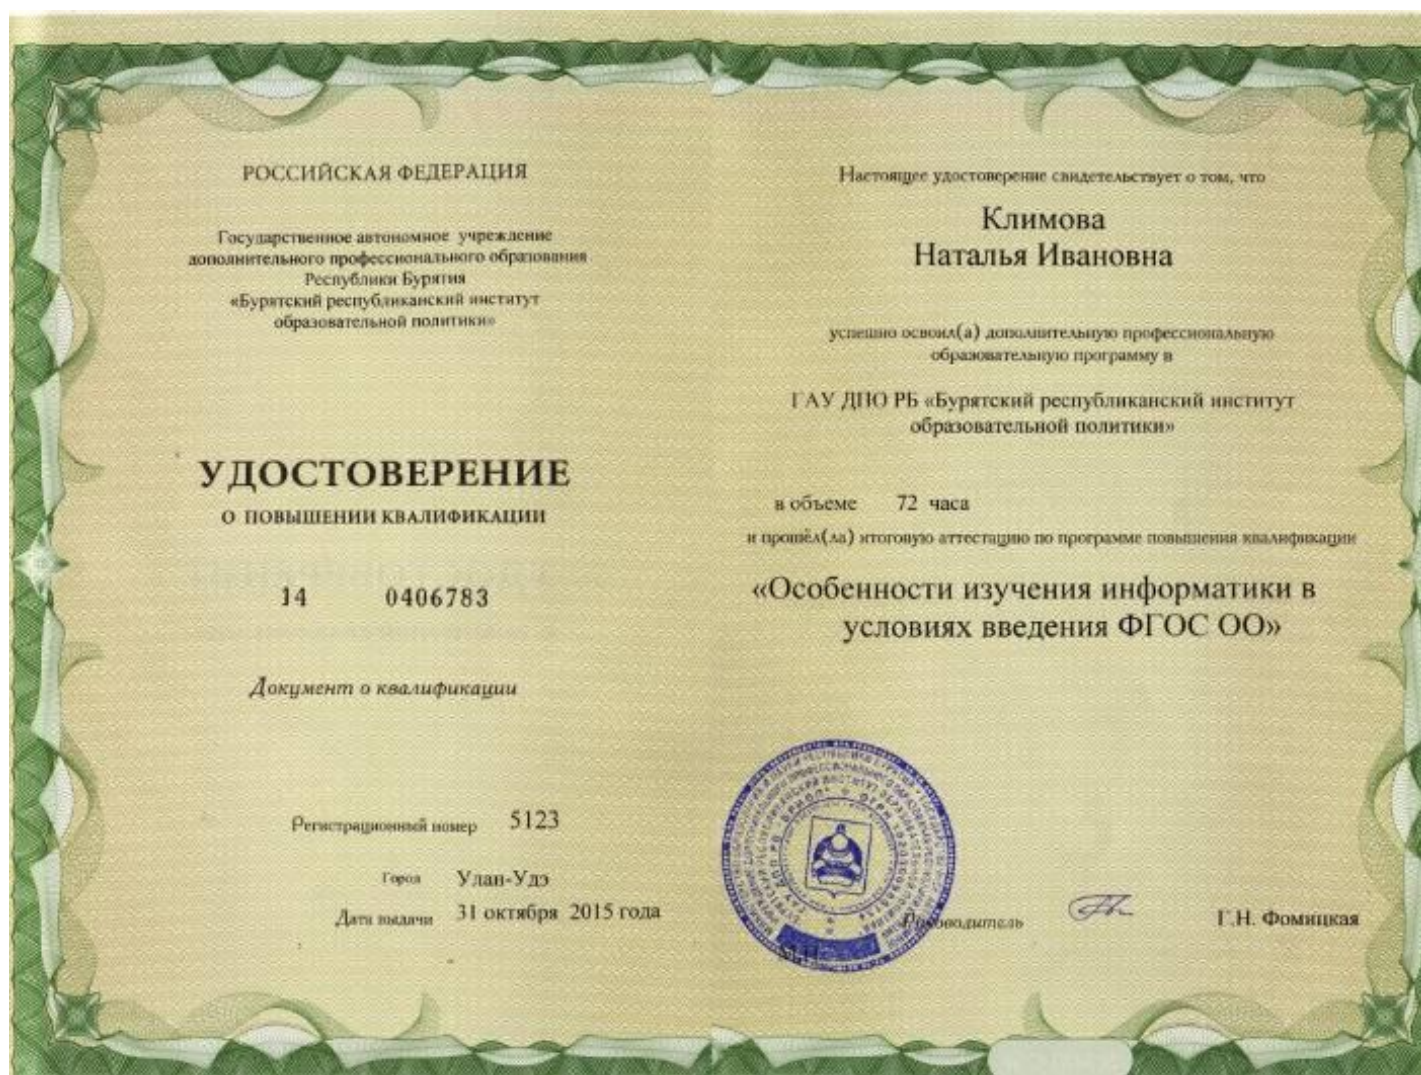 РОССИЙСКАЯ ФЕДЕРАЦИЯ
Государственное автономное учреждение
дополнительного профессионального образования
Республики Бурятия
«Бурятский республиканский институт
образовательной политики»
УДОСТОВЕРЕНИЕ
О ПОВЫШЕНИИ КВАЛИФИКАЦИИ
14 0406783
Документ о квалификации
Регистрационный номер 5123
Город Улан-Удэ
Дата выдачи 31 октября 2015 года
Настоящее удостоверение свидетельствует о том, что
Климова
Наталья Ивановна
успешно освоил(а) дополнительную профессиональную
образовательную программу в
ГАУ ДПО РБ «Бурятский республиканский институт
образовательной политики»
в объеме 72 часа
и прошёл(ла) итоговую аттестацию по программе повышения квалификации
«Особенности изучения информатики в
условиях введения ФГОС ОО»
Руководитель Г.Н. Фомицкая